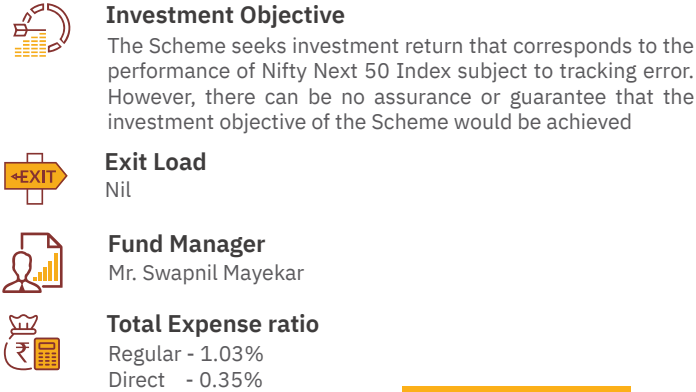 Investment Objective
The Scheme seeks investment return that corresponds to the
performance of Nifty Next 50 Index subject to tracking error.
However, there can be no assurance or guarantee that the
investment objective of the Scheme would be achieved
EXIT
Exit Load
Nil
Fund Manager
Mr. Swapnil Mayekar
₹
Total Expense ratio
Regular - 1.03%
Direct - 0.35%